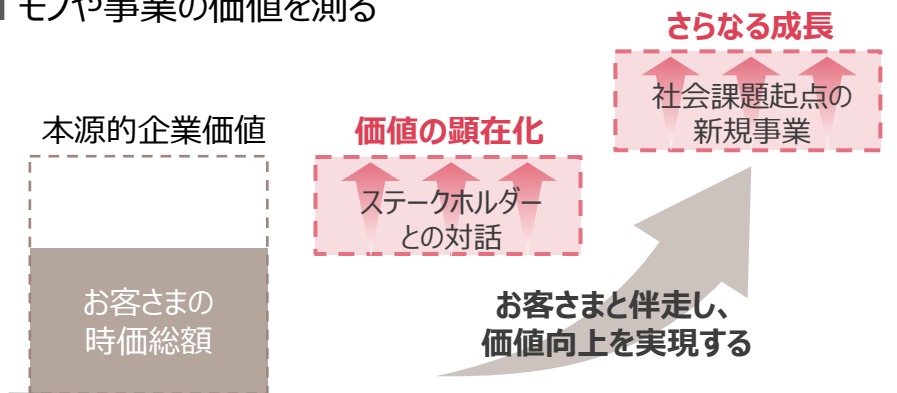 モノや事業の価値を測る
さらなる成長
社会課題起点の
新規事業
本源的企業価値
価値の顕在化
ステークホルダー
との対話
お客さまの
時価総額
お客さまと伴走し、
価値向上を実現する